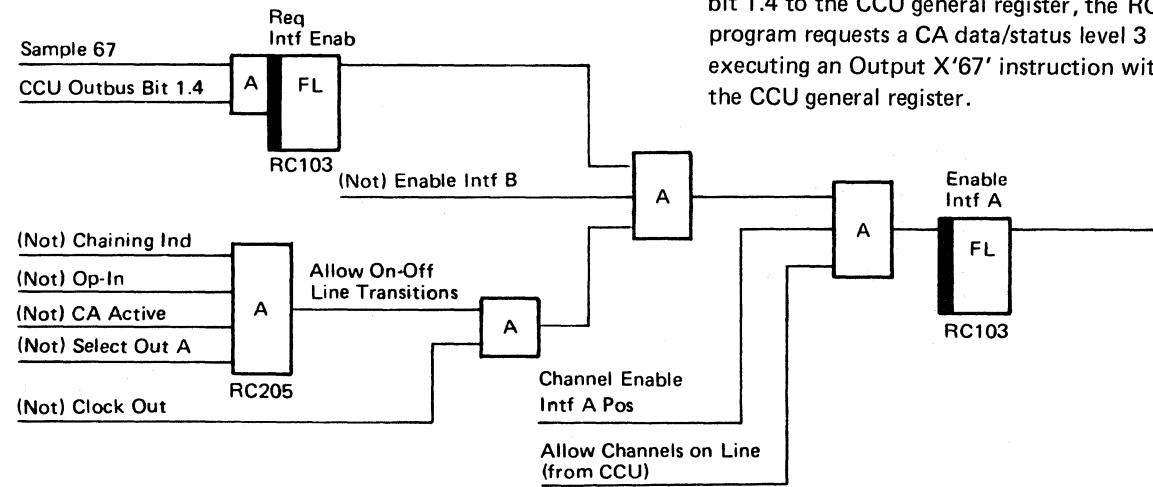 bit 1.4 to the CCU general register, the RC
program requests a CA data/status level 3
executing an Output X'67' instruction wit
the CCU general register.
Req
Intf Enab
Sample 67
CCU Outbus Bit 1.4
A
FL
RC103
(Not) Enable Intf B
A
A
Enable
Intf A
FL
RC103
(Not) Chaining Ind
(Not) Op-In
(Not) CA Active
(Not) Select Out A
A
RC205
Allow On-Off
Line Transitions
A
(Not) Clock Out
Channel Enable
Intf A Pos
Allow Channels on Line
(from CCU)